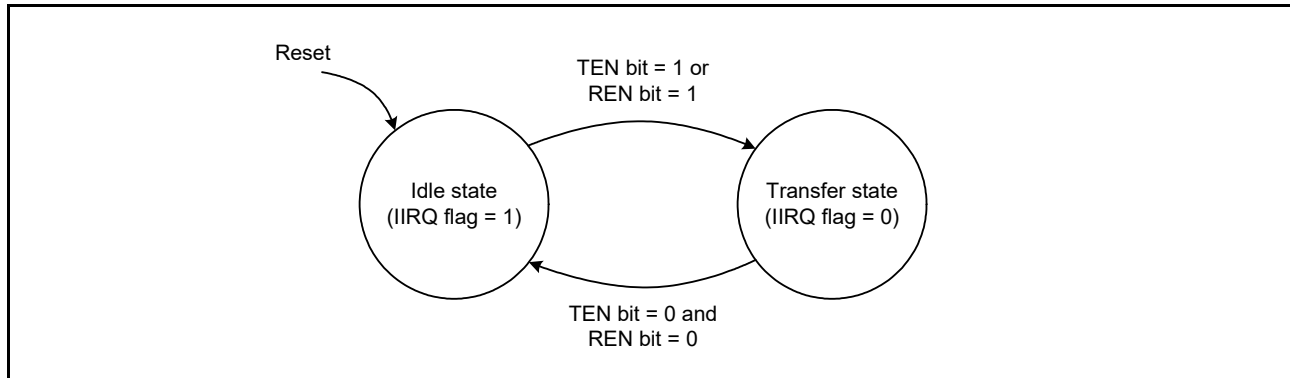 Reset
TEN bit = 1 or
REN bit = 1
Idle state
(IIRQ flag = 1)
Transfer state
(IIRQ flag = 0)
TEN bit = 0 and
REN bit = 0